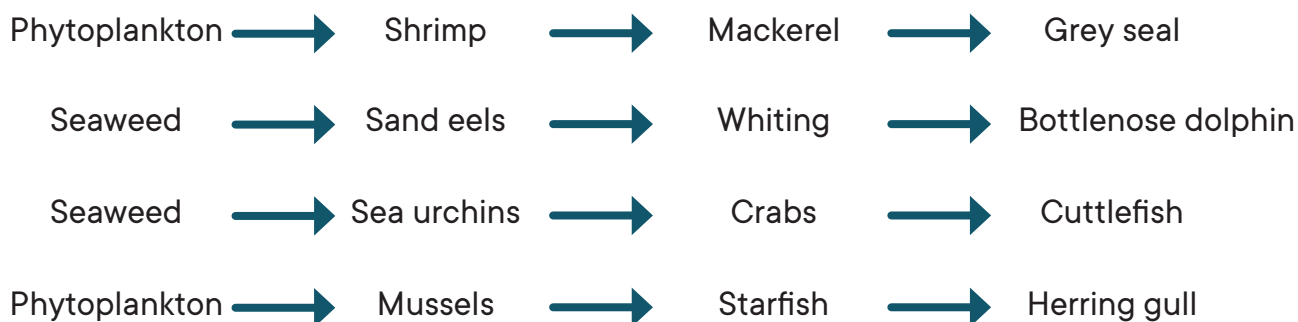 Phytoplankton Shrimp Mackerel Grey seal
Seaweed Sand eels Whiting Bottlenose dolphin
Seaweed Sea urchins Crabs Cuttlefish
Phytoplankton Mussels Starfish Herring gull